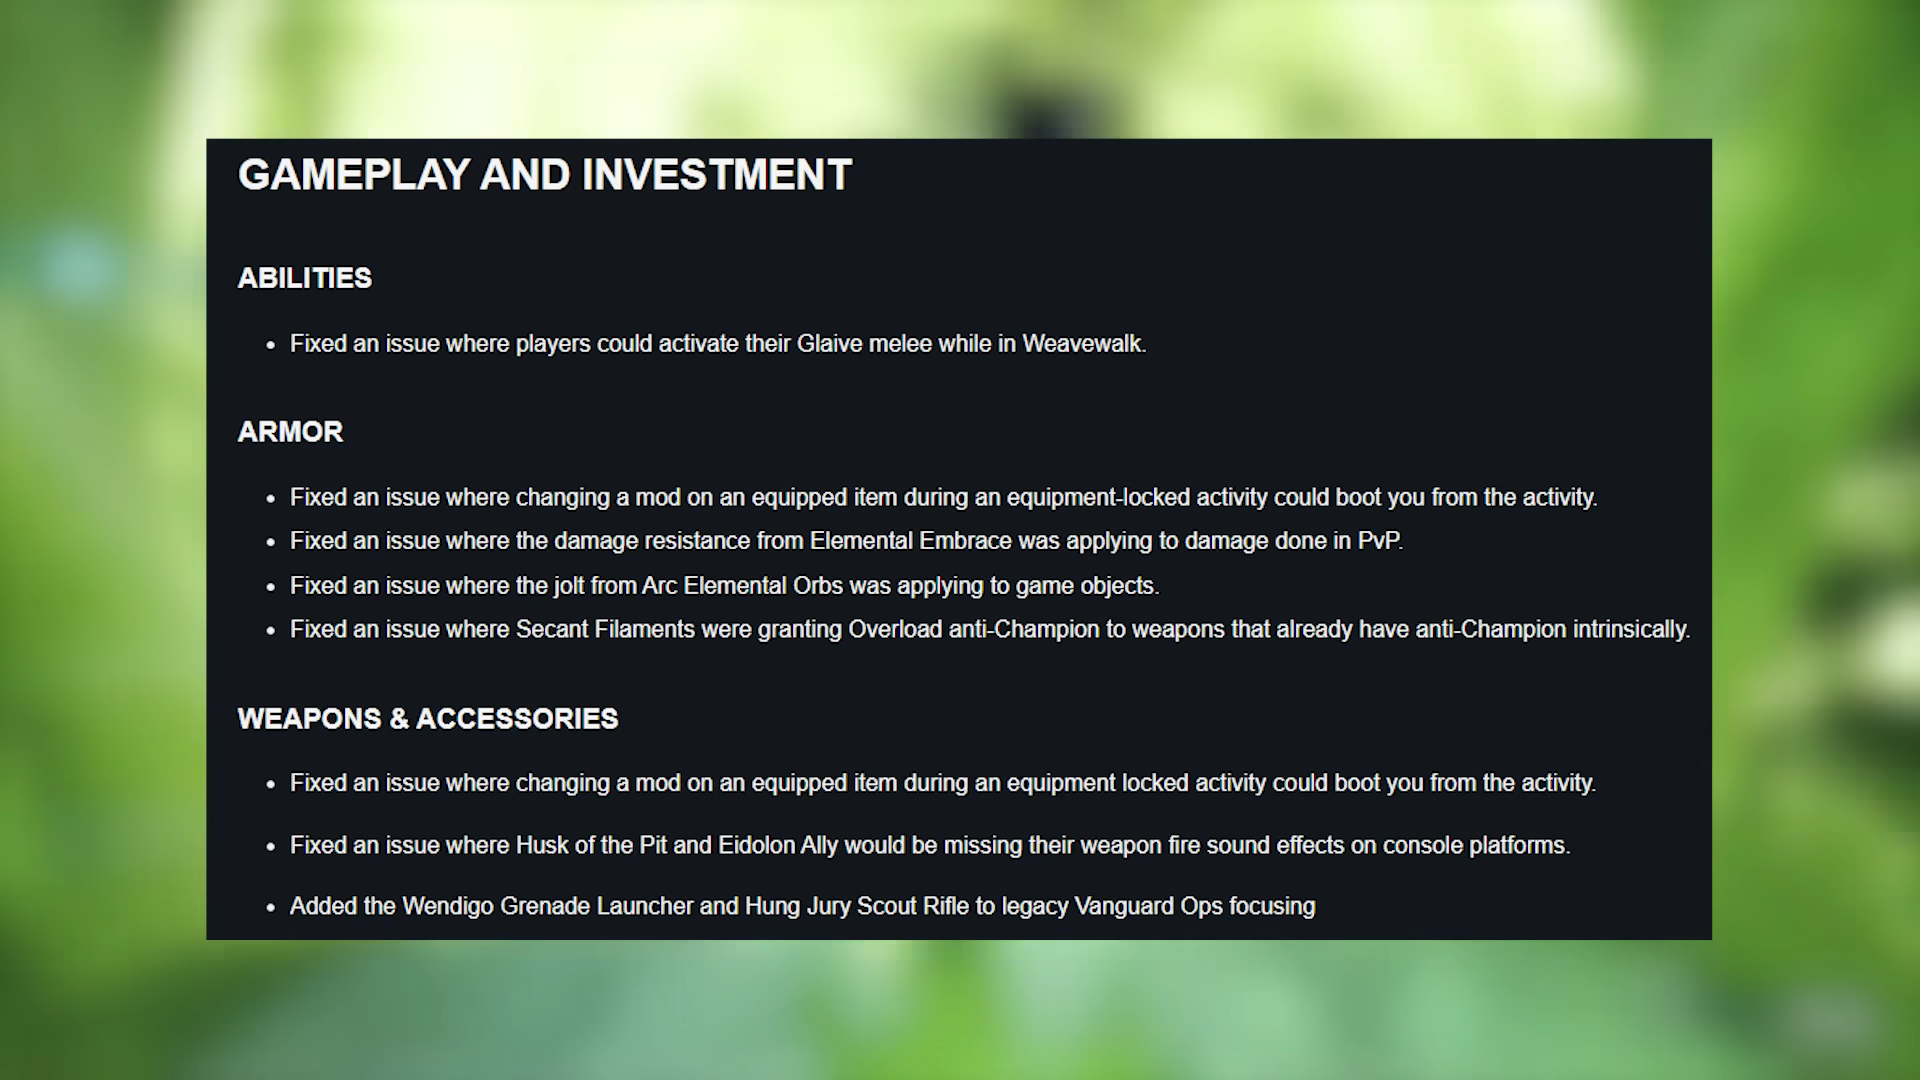 GAMEPLAY AND INVESTMENT
ABILITIES
• Fixed an issue where players could activate their Glaive melee while in Weavewalk.
ARMOR
• Fixed an issue where changing a mod on an equipped item during an equipment-locked activity could boot you from the activity.
• Fixed an issue where the damage resistance from Elemental Embrace was applying to damage done in PvP.
• Fixed an issue where the jolt from Arc Elemental Orbs was applying to game objects.
• Fixed an issue where Secant Filaments were granting Overload anti-Champion to weapons that already have anti-Champion intrinsically.
WEAPONS & ACCESSORIES
• Fixed an issue where changing a mod on an equipped item during an equipment locked activity could boot you from the activity.
• Fixed an issue where Husk of the Pit and Eidolon Ally would be missing their weapon fire sound effects on console platforms.
• Added the Wendigo Grenade Launcher and Hung Jury Scout Rifle to legacy Vanguard Ops focusing